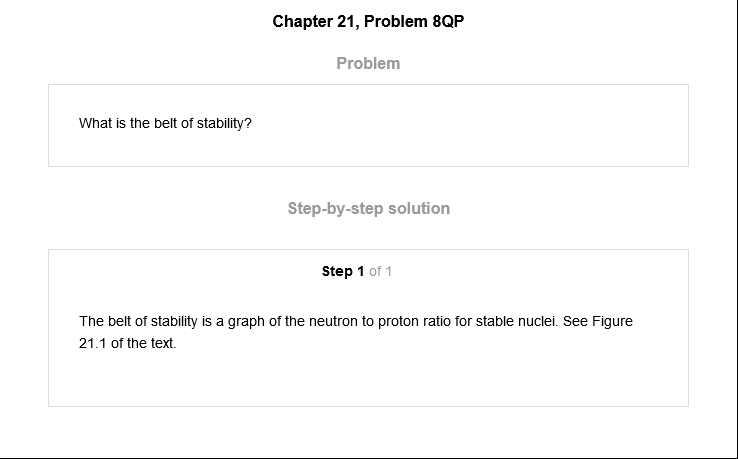 Chapter 21, Problem 8QP
Problem
What is the belt of stability?
Step-by-step solution
Step 1 of 1
The belt of stability is a graph of the neutron to proton ratio for stable nuclei. See Figure
21.1 of the text.